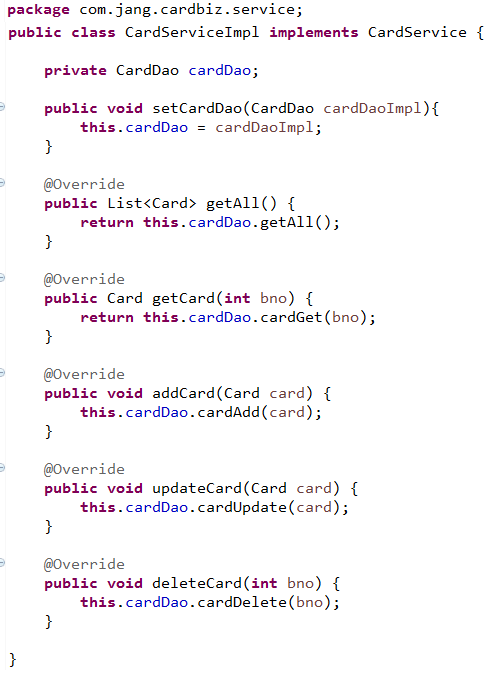 package com.jang.cardbiz.service;
public class CardServiceImpl implements CardService {
private CardDao cardDao;
public void setCardDao(CardDao cardDaoImpl){
this.cardDao = cardDaoImpl;
}
@Override
public List<Card> getAll() {
return this.cardDao.getAll();
}
@Override
public Card getCard(int bno) {
return this.cardDao.cardGet(bno);
}
@Override
public void addCard(Card card) {
this.cardDao.cardAdd(card);
}
@Override
public void updateCard(Card card) {
this.cardDao.cardUpdate(card);
}
@Override
public void deleteCard(int bno) {
this.cardDao.cardDelete(bno);
}
}